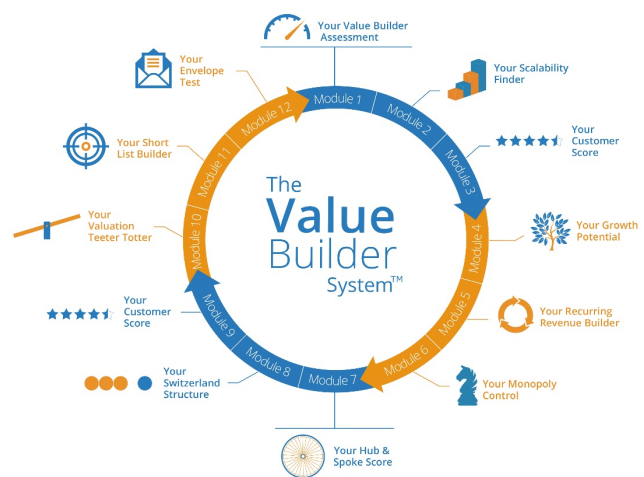 Your Value Builder
Assessment
Your Scalability
Finder
Your
Customer
Score
Your Growth
Potential
Your Recurring
Revenue Builder
Your Monopoly
Control
Your Hub &
Spoke Score
Your
Switzerland
Structure
Your
Customer
Score
Your
Valuation
Teeter Totter
Your Short
List Builder
Your
Envelope
Test
Module 1
Module 2
Module 3
Module 4
Module 5
Module 6
Module 7
Module 8
Module 9
Module 10
Module 11
Module 12
The
Value
Builder
System™